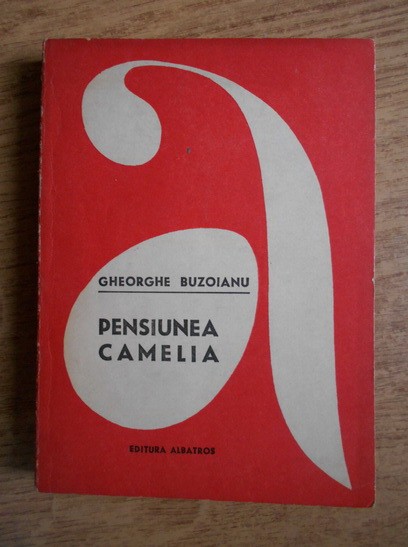 GHEORGHE BUZOIANU
PENSIUNEA
CAMELIA
EDITURA ALBATROS